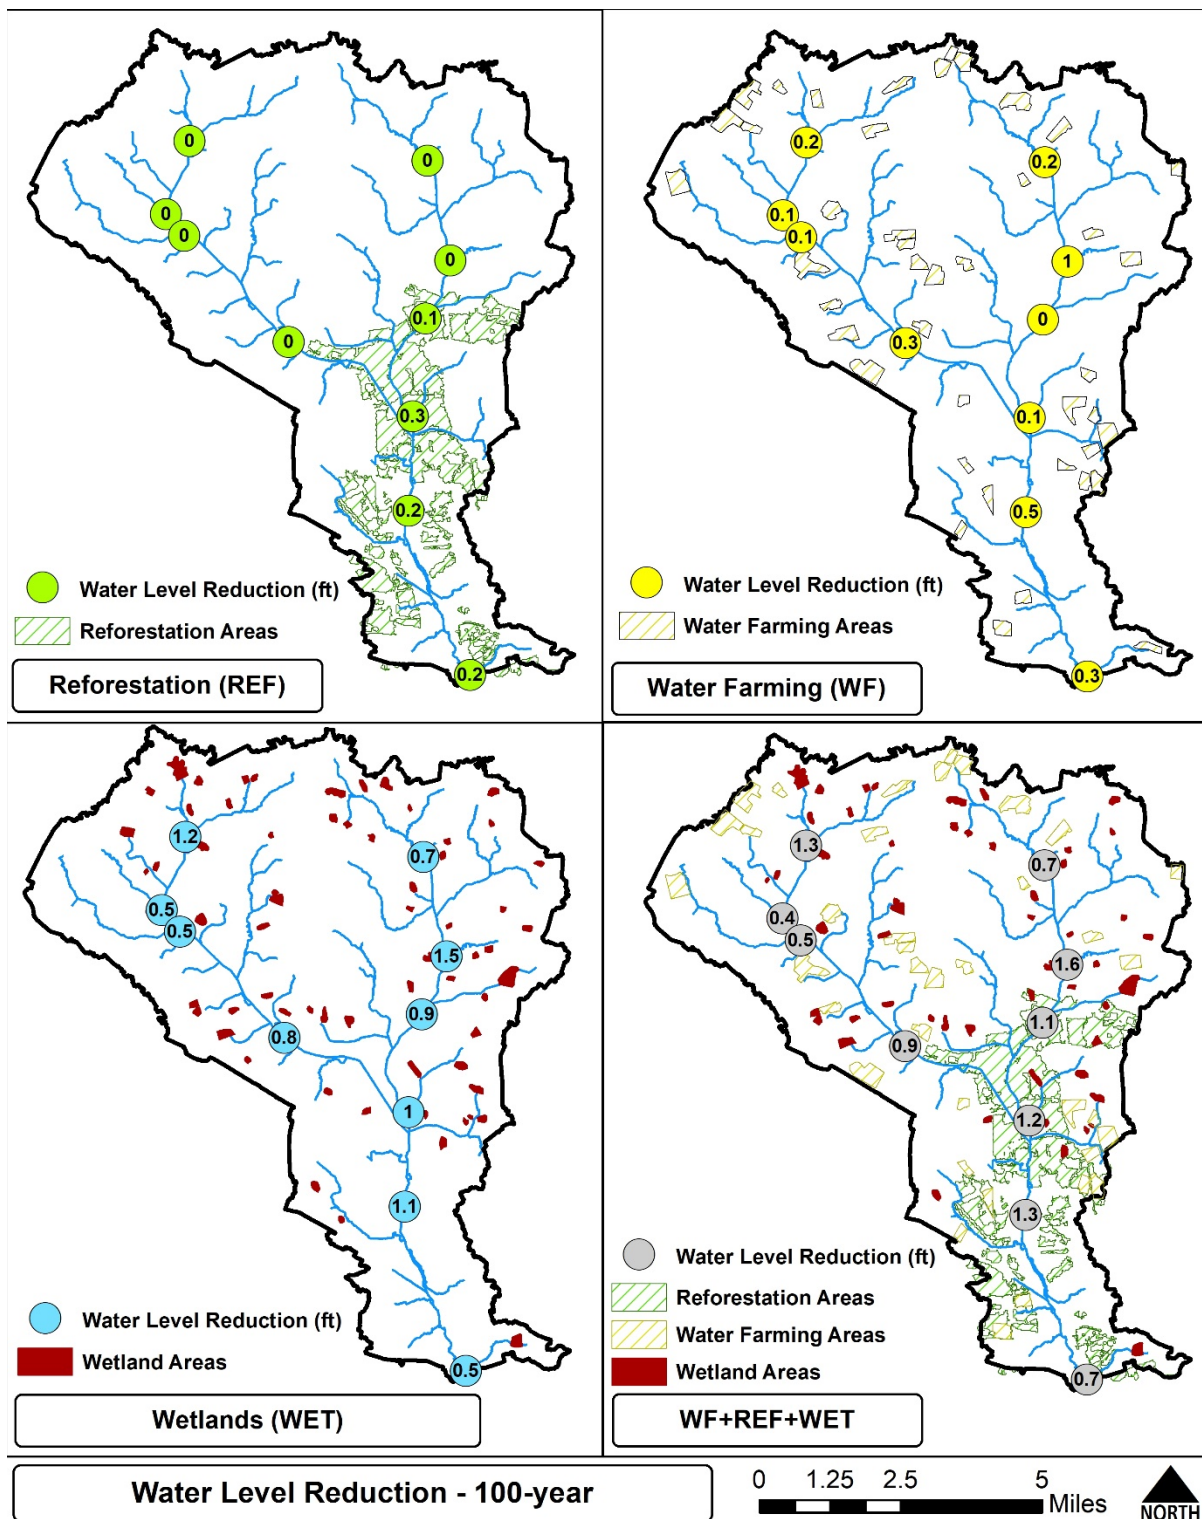 0
0
0
0
0
0.1
0
0.3
0.2
0.2
Water Level Reduction (ft)
Reforestation Areas
Reforestation (REF)
0.2
0.2
0.1
0.1
1
0
0.3
0.1
0.5
0.3
Water Level Reduction (ft)
Water Farming Areas
Water Farming (WF)
1.2
0.7
0.5
0.5
1.5
0.9
0.8
1
1.1
0.5
Water Level Reduction (ft)
Wetland Areas
Wetlands (WET)
1.3
0.7
0.4
0.5
1.6
1.1
0.9
1.2
1.3
0.7
Water Level Reduction (ft)
Reforestation Areas
Water Farming Areas
Wetland Areas
WF+REF+WET
Water Level Reduction - 100-year
0 1.25 2.5 5
Miles
NORTH